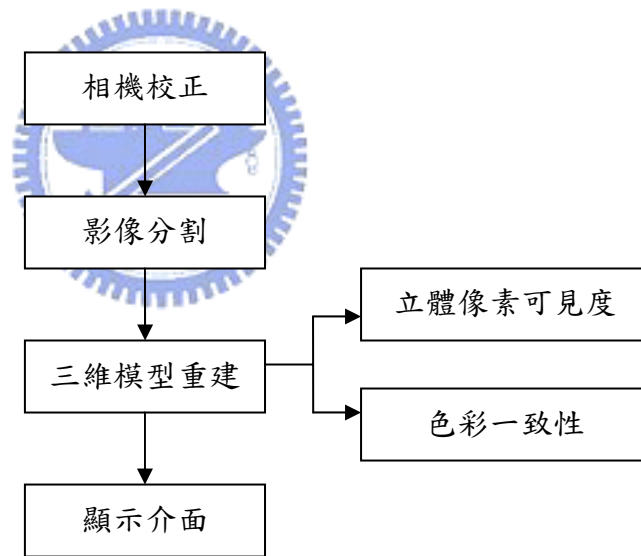 相機校正
影像分割
三維模型重建
立體像素可見度
色彩一致性
顯示介面